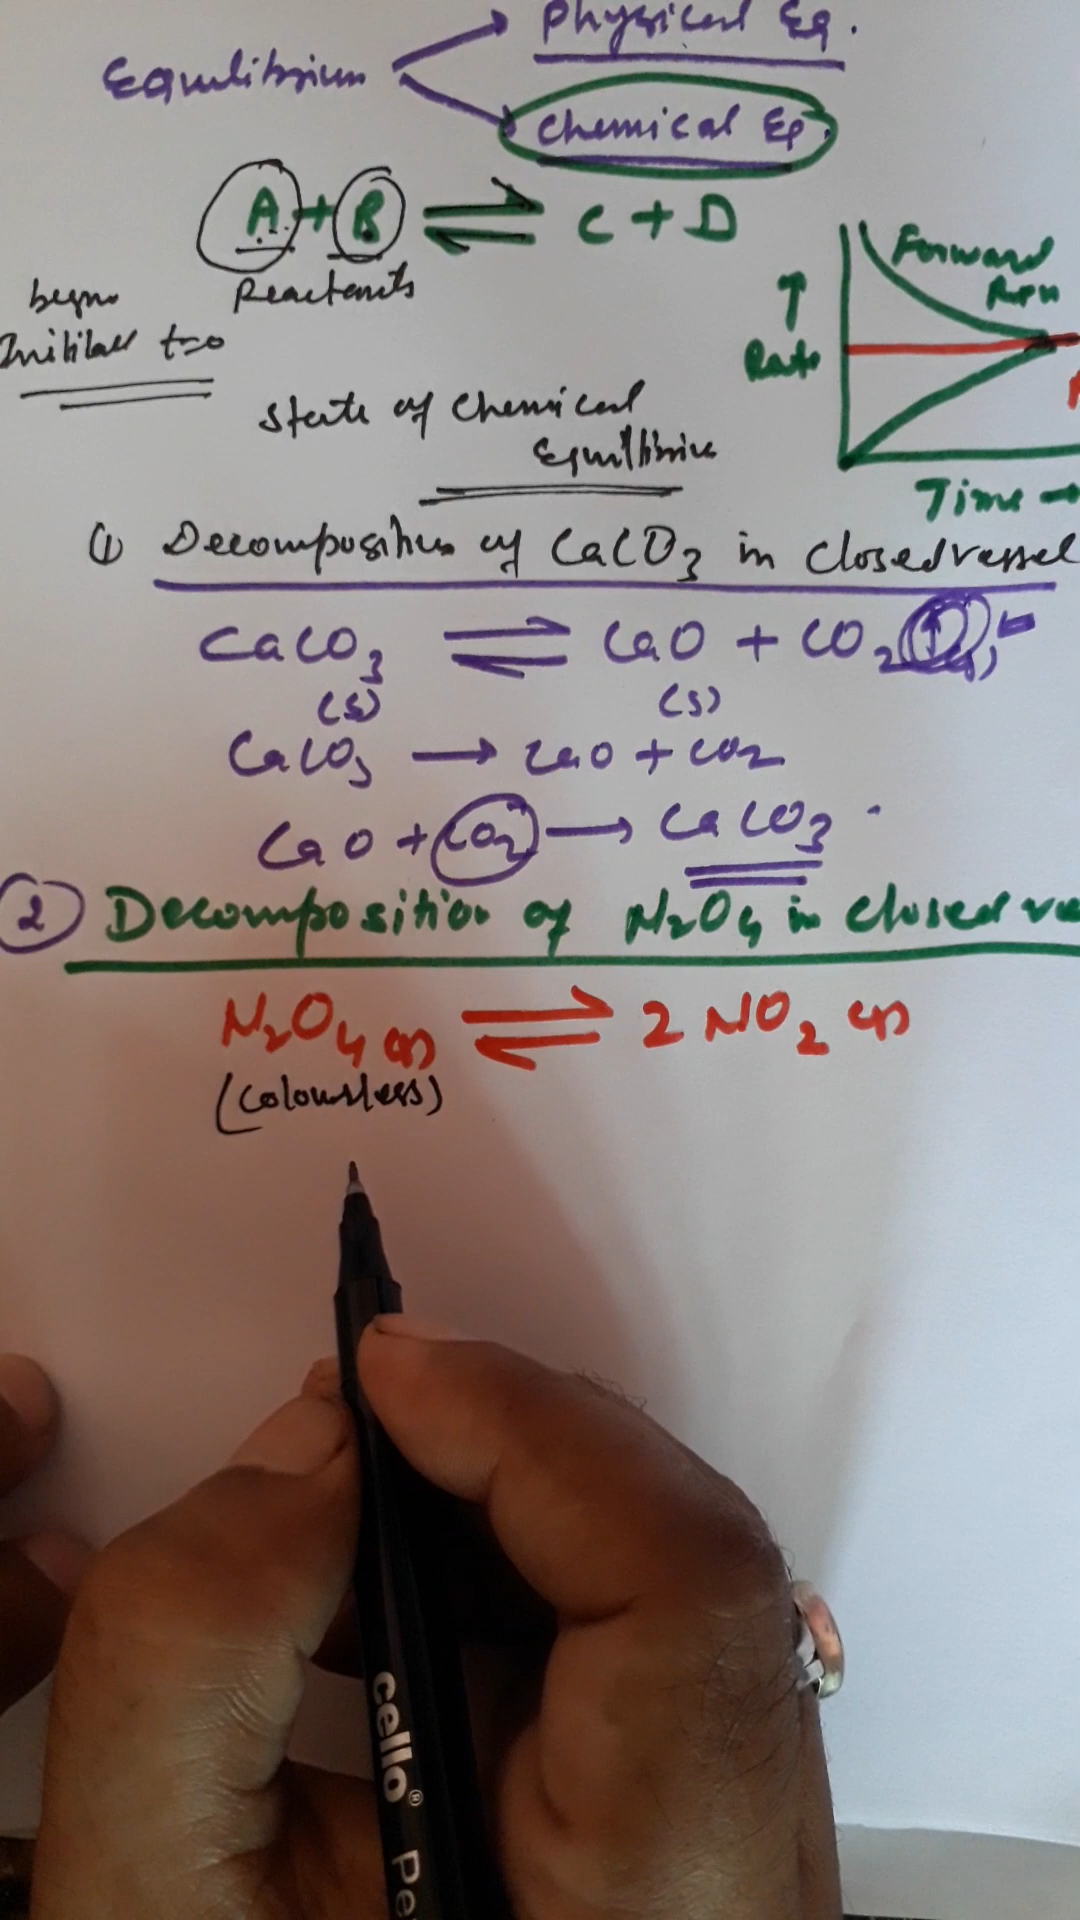 Physical Eq.
Equilibrium
Chemical Eq.
A + B ⇌ C + D
Reactants
Forward
Rate
Initial t=0
State of Chemical
Equilibrium
Time →
(1) Decomposition of CaCO3 in closed vessel
CaCO3 ⇌ CaO + CO2 ↑
(s) (s)
CaCO3 → CaO + CO2
CaO + CO2 → CaCO3
(2) Decomposition of N2O4 in closed
N2O4 (g) ⇌ 2 NO2 (g)
(Colourless)
cello®